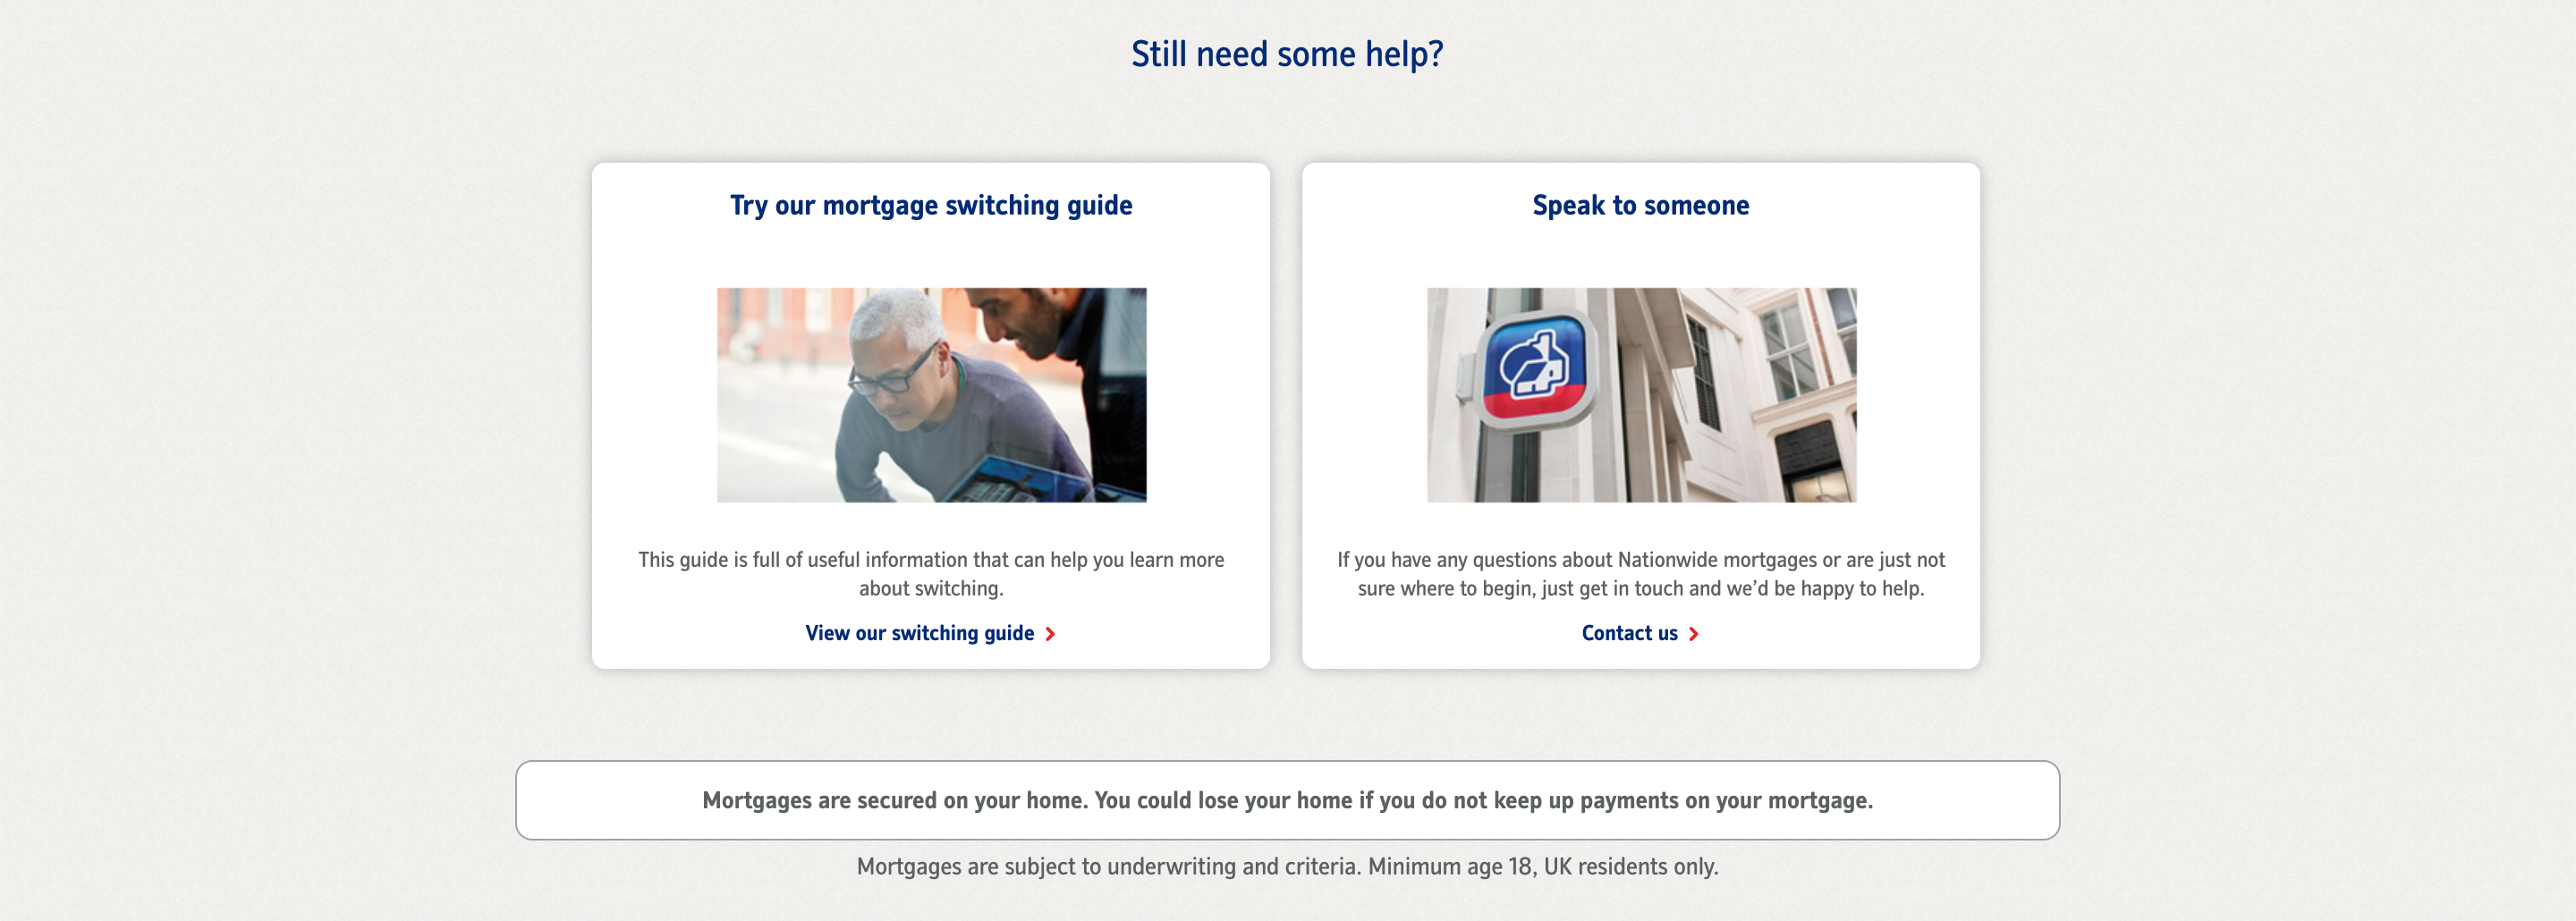 Still need some help?
Try our mortgage switching guide
This guide is full of useful information that can help you learn more
about switching.
View our switching guide
Speak to someone
If you have any questions about Nationwide mortgages or are just not
sure where to begin, just get in touch and we’d be happy to help.
Contact us
Mortgages are secured on your home. You could lose your home if you do not keep up payments on your mortgage.
Mortgages are subject to underwriting and criteria. Minimum age 18, UK residents only.